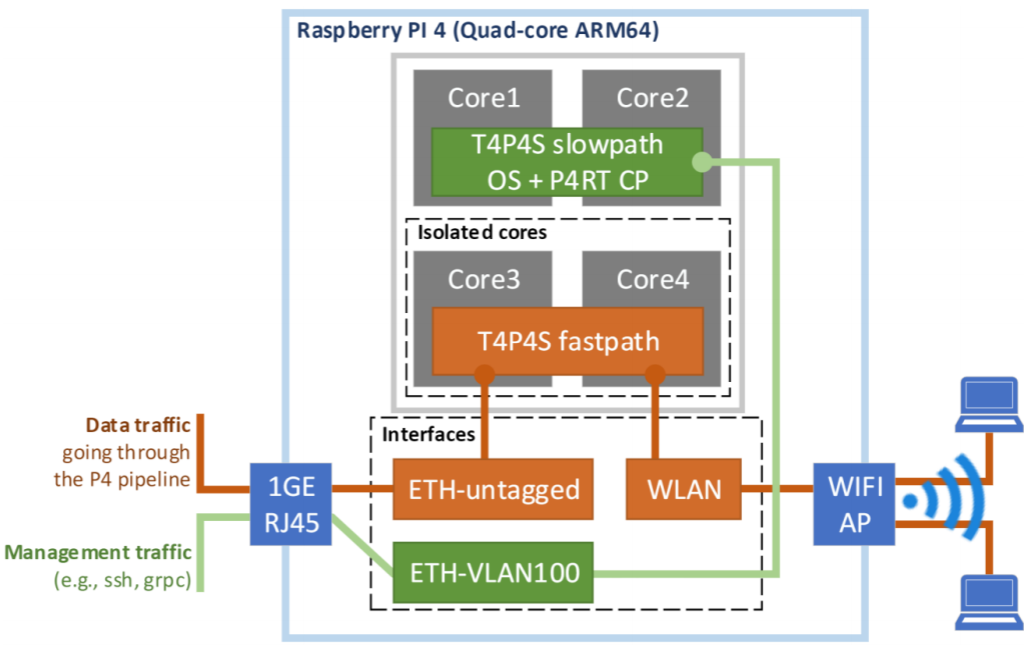 Raspberry PI 4 (Quad-core ARM64)
Core1
Core2
T4P4S slowpath
OS + P4RT CP
Isolated cores
Core3
Core4
T4P4S fastpath
Data traffic
going through
the P4 pipeline
Interfaces
1GE
RJ45
ETH-untagged
WLAN
WIFI
AP
Management traffic
(e.g., ssh, grpc)
ETH-VLAN100